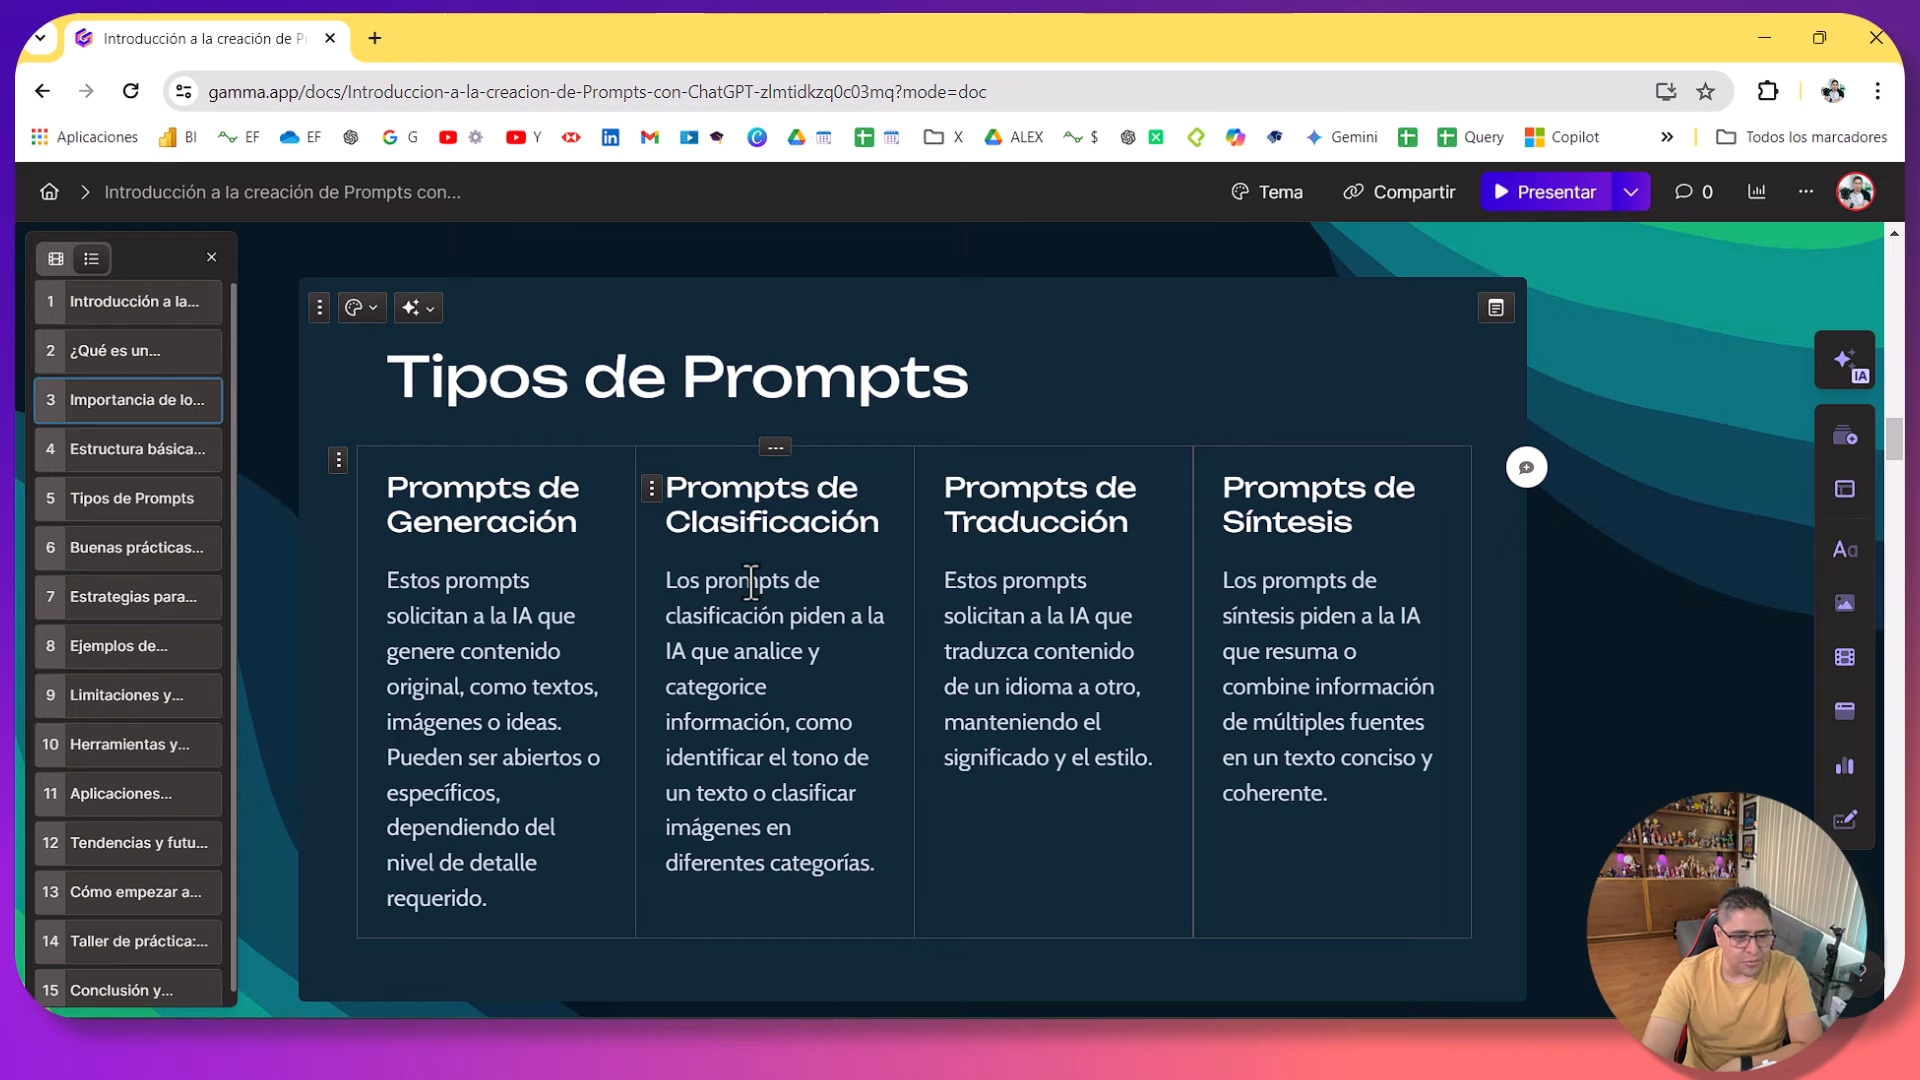 Introducción a la creación de Pr
gamma.app/docs/Introduccion-a-la-creacion-de-Prompts-con-ChatGPT-zlmtidkzq0c03mq?mode=doc
Aplicaciones
BI
EF
EF
G
Y
X
ALEX
$
Gemini
Query
Copilot
»
Todos los marcadores
Introducción a la creación de Prompts con...
Tema
Compartir
Presentar
0
1 Introducción a la...
2 ¿Qué es un...
3 Importancia de lo...
4 Estructura básica...
5 Tipos de Prompts
6 Buenas prácticas...
7 Estrategias para...
8 Ejemplos de...
9 Limitaciones y...
10 Herramientas y...
11 Aplicaciones...
12 Tendencias y futu...
13 Cómo empezar a...
14 Taller de práctica:...
15 Conclusión y...
Tipos de Prompts
Prompts de
Generación
Estos prompts
solicitan a la IA que
genere contenido
original, como textos,
imágenes o ideas.
Pueden ser abiertos o
específicos,
dependiendo del
nivel de detalle
requerido.
Prompts de
Clasificación
Los prompts de
clasificación piden a la
IA que analice y
categorice
información, como
identificar el tono de
un texto o clasificar
imágenes en
diferentes categorías.
Prompts de
Traducción
Estos prompts
solicitan a la IA que
traduzca contenido
de un idioma a otro,
manteniendo el
significado y el estilo.
Prompts de
Síntesis
Los prompts de
síntesis piden a la IA
que resuma o
combine información
de múltiples fuentes
en un texto conciso y
coherente.
IA
Aa
?